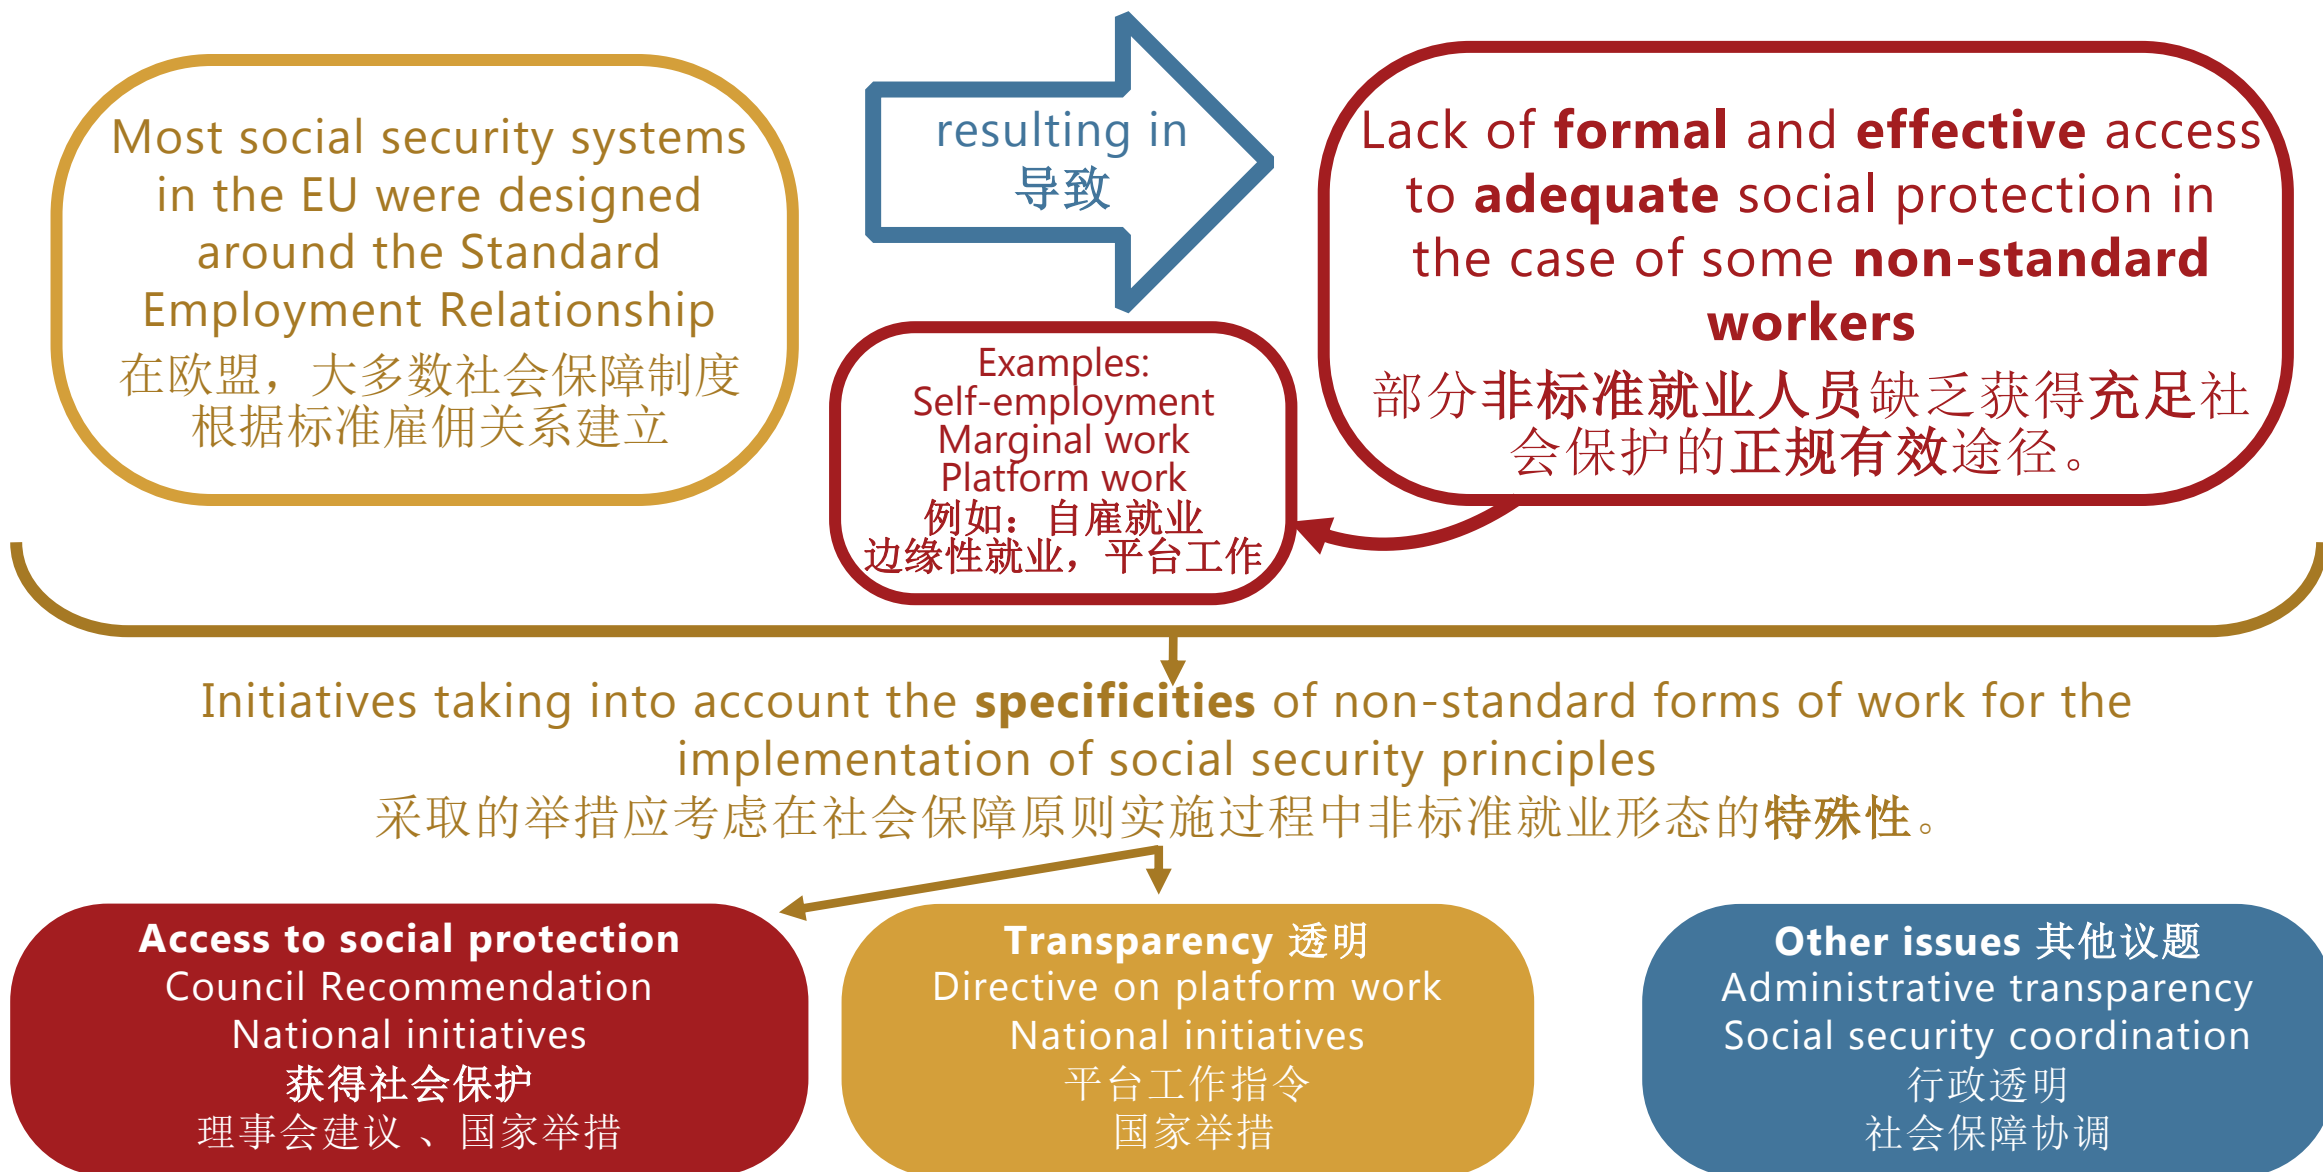 Most social security systems
in the EU were designed
around the Standard
Employment Relationship
在欧盟，大多数社会保障制度
根据标准雇佣关系建立
resulting in
导致
Lack of formal and effective access
to adequate social protection in
the case of some non-standard
workers
部分非标准就业人员缺乏获得充足社
会保护的正规有效途径。
Examples:
Self-employment
Marginal work
Platform work
例如：自雇就业
边缘性就业，平台工作
Initiatives taking into account the specificities of non-standard forms of work for the
implementation of social security principles
采取的举措应考虑在社会保障原则实施过程中非标准就业形态的特殊性。
Access to social protection
Council Recommendation
National initiatives
获得社会保护
理事会建议 、国家举措
Transparency 透明
Directive on platform work
National initiatives
平台工作指令
国家举措
Other issues 其他议题
Administrative transparency
Social security coordination
行政透明
社会保障协调